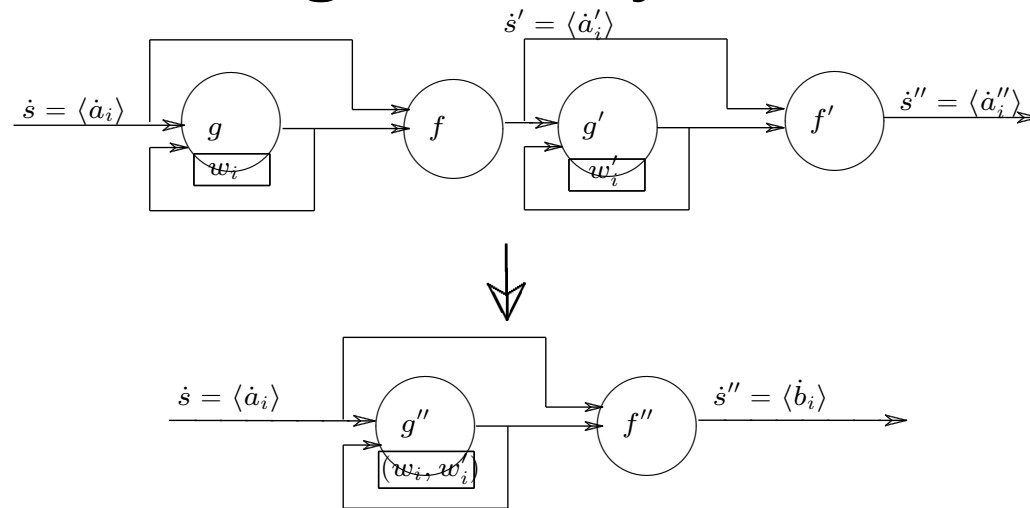 ṡ′ = ⟨ȧ′ᵢ⟩
ṡ = ⟨ȧᵢ⟩
g
f
g′
f′
ṡ″ = ⟨ȧ″ᵢ⟩
wᵢ
w′ᵢ
ṡ = ⟨ȧᵢ⟩
g″
f″
ṡ″ = ⟨ḃᵢ⟩
(wᵢ, w′ᵢ)